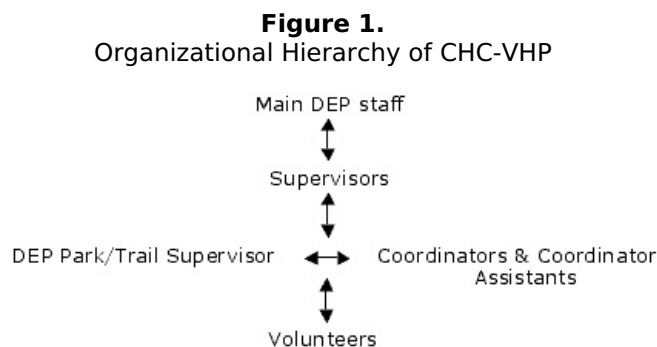 Figure 1.
Organizational Hierarchy of CHC-VHP
Main DEP staff
Supervisors
DEP Park/Trail Supervisor
Coordinators & Coordinator
Assistants
Volunteers